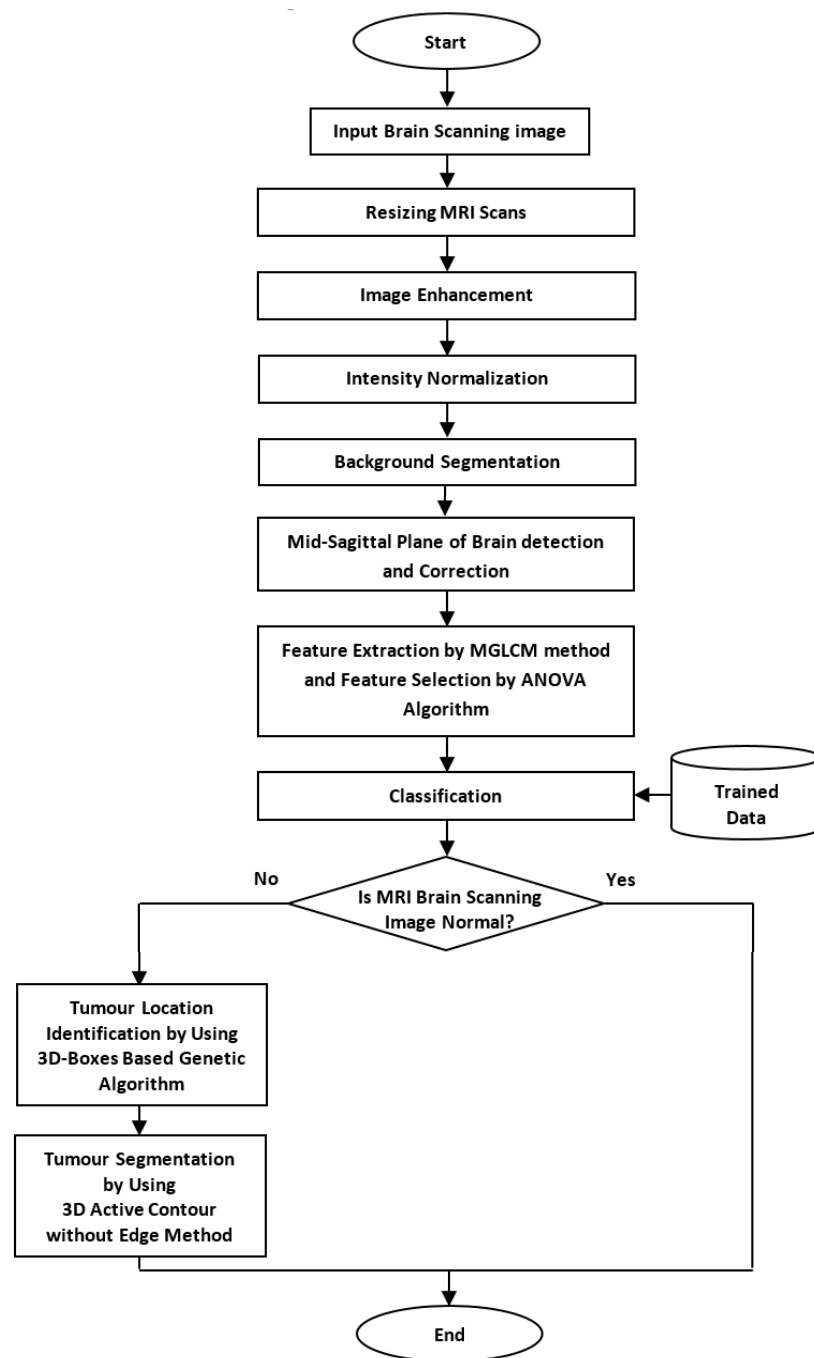 Start
Input Brain Scanning image
Resizing MRI Scans
Image Enhancement
Intensity Normalization
Background Segmentation
Mid-Sagittal Plane of Brain detection
and Correction
Feature Extraction by MGLCM method
and Feature Selection by ANOVA
Algorithm
Classification
Trained
Data
No
Yes
Is MRI Brain Scanning
Image Normal?
Tumour Location
Identification by Using
3D-Boxes Based Genetic
Algorithm
Tumour Segmentation
by Using
3D Active Contour
without Edge Method
End